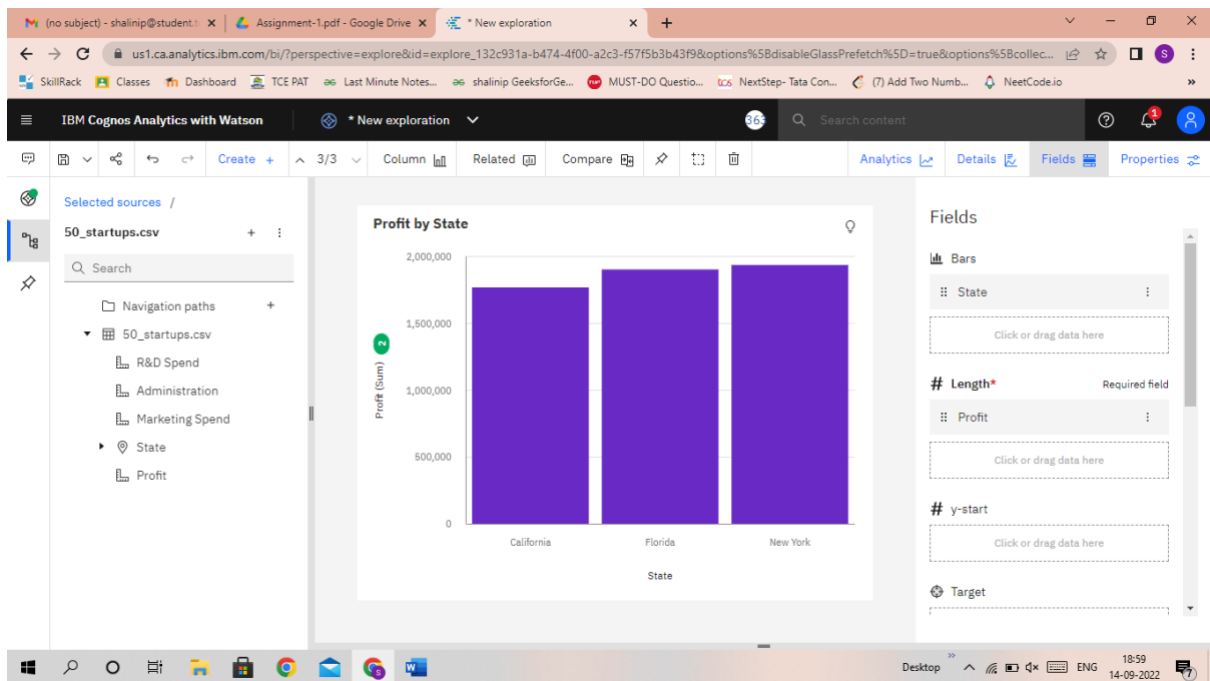 (no subject) - shalinip@student.t
Assignment-1.pdf - Google Drive
* New exploration
us1.ca.analytics.ibm.com/bi/?perspective=explore&id=explore_132c931a-b474-4f00-a2c3-f57f5b3b43f9&options%5BdisableGlassPrefetch%5D=true&options%5Bcollec...
S
SkillRack
Classes
Dashboard
TCE PAT
Last Minute Notes...
shalinip GeeksforGe...
MUST-DO Questio...
NextStep- Tata Con...
(7) Add Two Numb...
NeetCode.io
»
IBM Cognos Analytics with Watson
* New exploration
363
Search content
1
Create +
3/3
Column
Related
Compare
Analytics
Details
Fields
Properties
Selected sources /
50_startups.csv
Search
Navigation paths
50_startups.csv
R&D Spend
Administration
Marketing Spend
State
Profit
Profit by State
2,000,000
1,500,000
1,000,000
500,000
0
Profit (Sum)
2
California
Florida
New York
State
Fields
Bars
State
Click or drag data here
# Length*
Required field
Profit
Click or drag data here
# y-start
Click or drag data here
Target
Desktop
»
ENG
18:59
14-09-2022
7